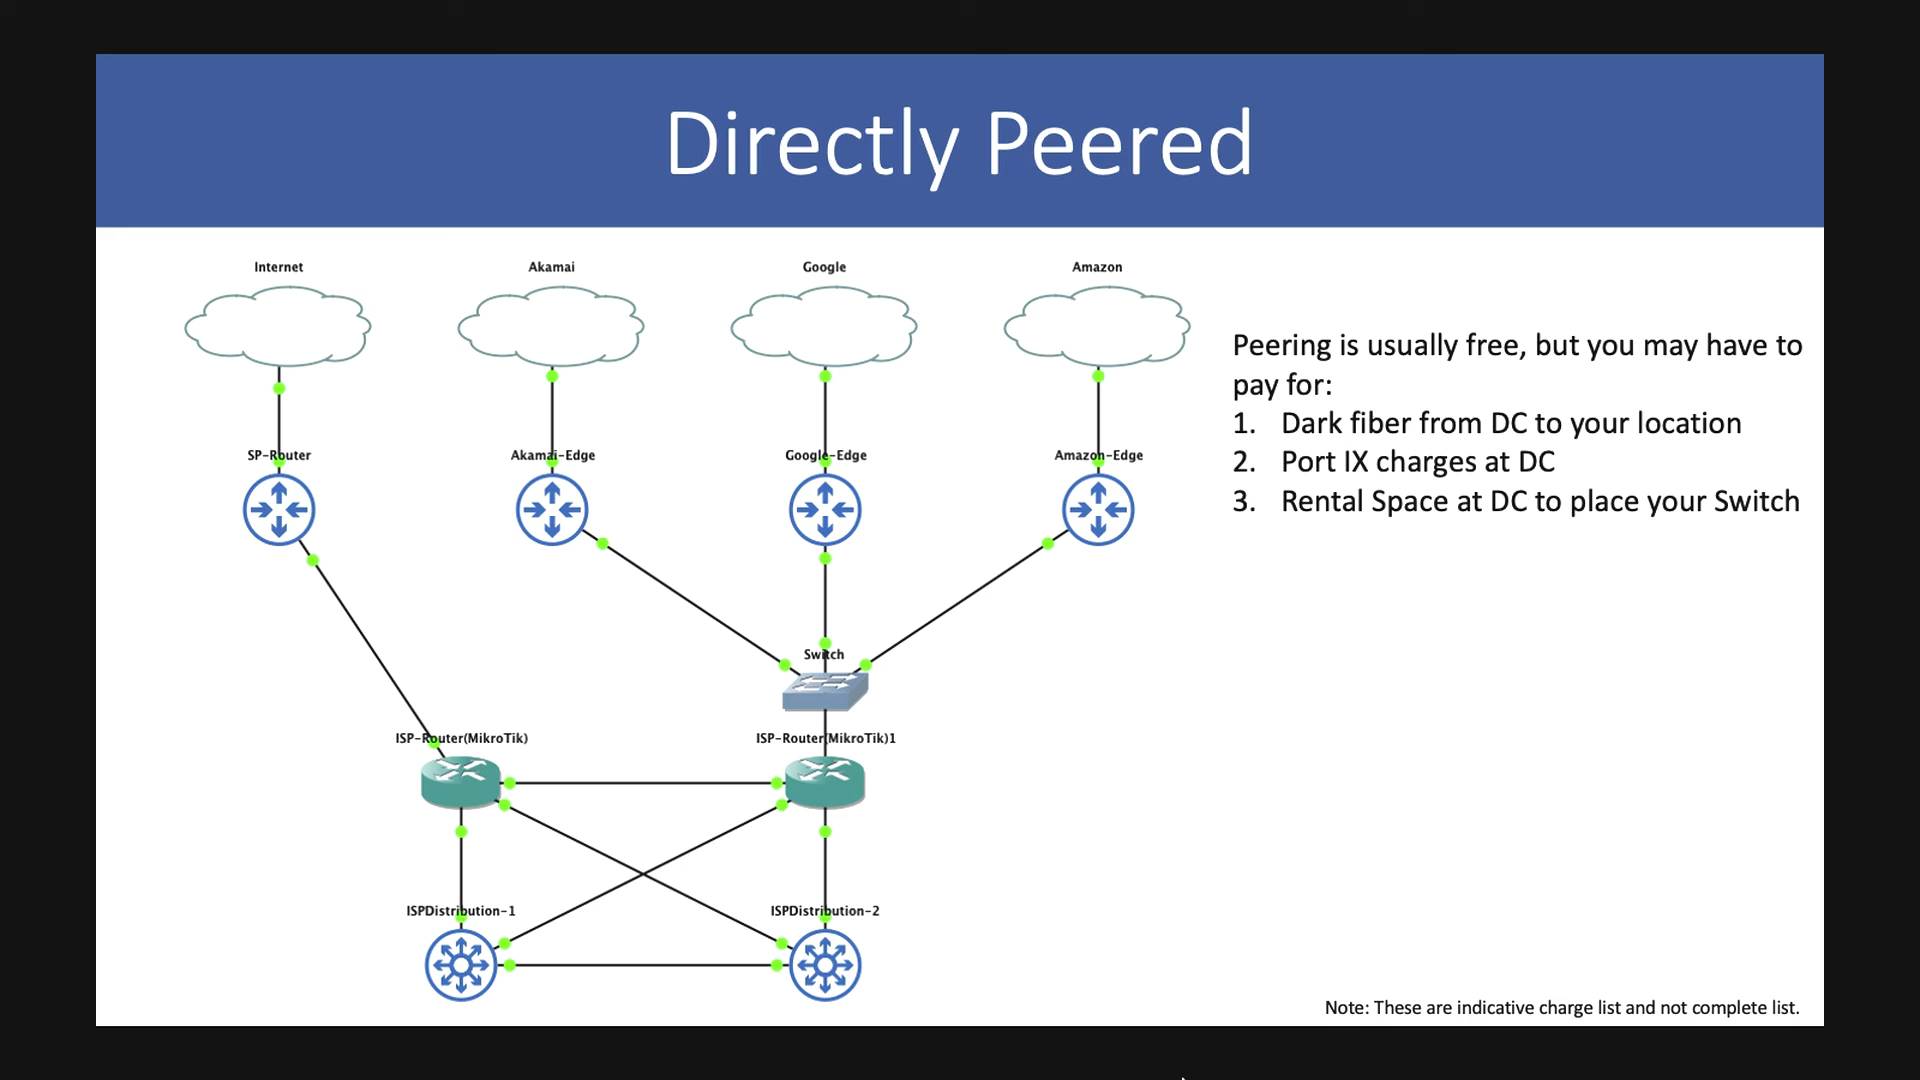 Directly Peered
Internet
Akamai
Google
Amazon
Peering is usually free, but you may have to
pay for:
1. Dark fiber from DC to your location
2. Port IX charges at DC
3. Rental Space at DC to place your Switch
SP-Router
Akamai-Edge
Google-Edge
Amazon-Edge
Switch
ISP-Router(MikroTik)
ISP-Router(MikroTik)1
ISPDistribution-1
ISPDistribution-2
Note: These are indicative charge list and not complete list.